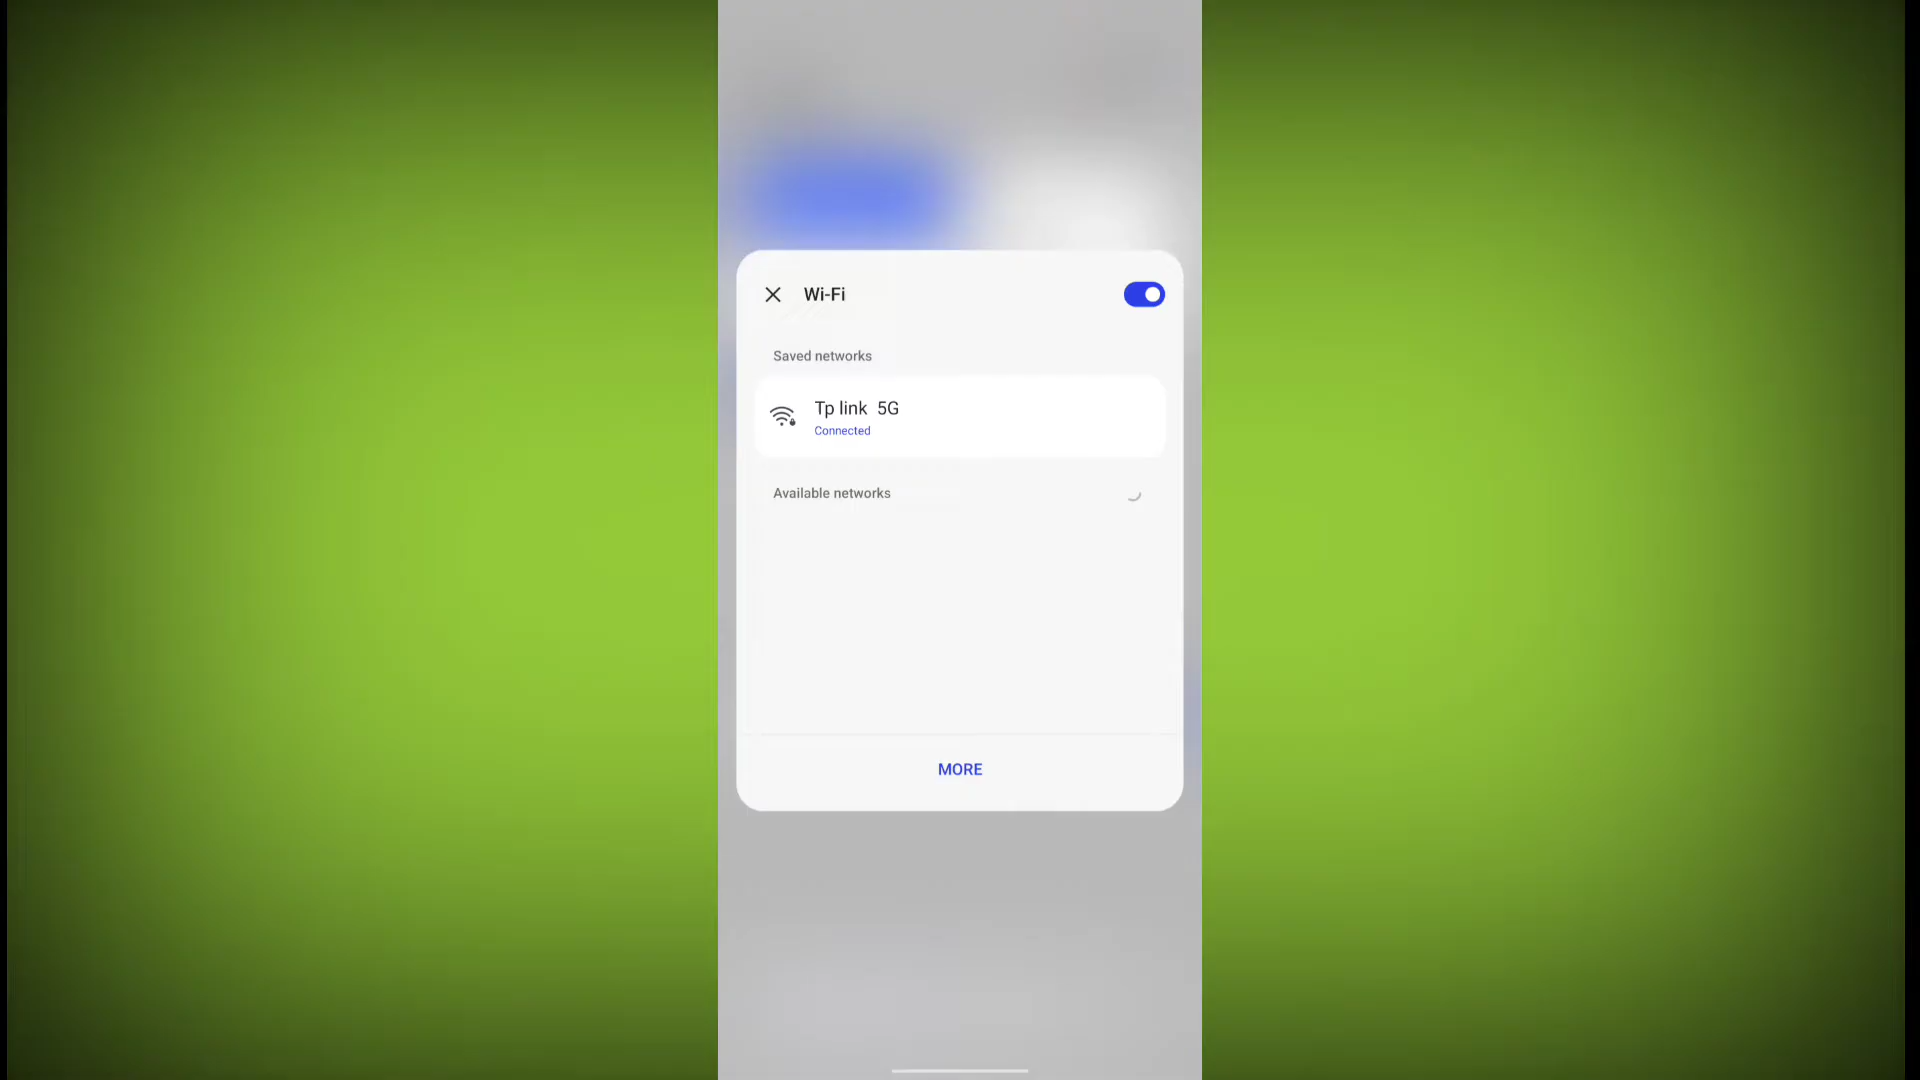 Wi-Fi
Saved networks
Tp link 5G
Connected
Available networks
MORE